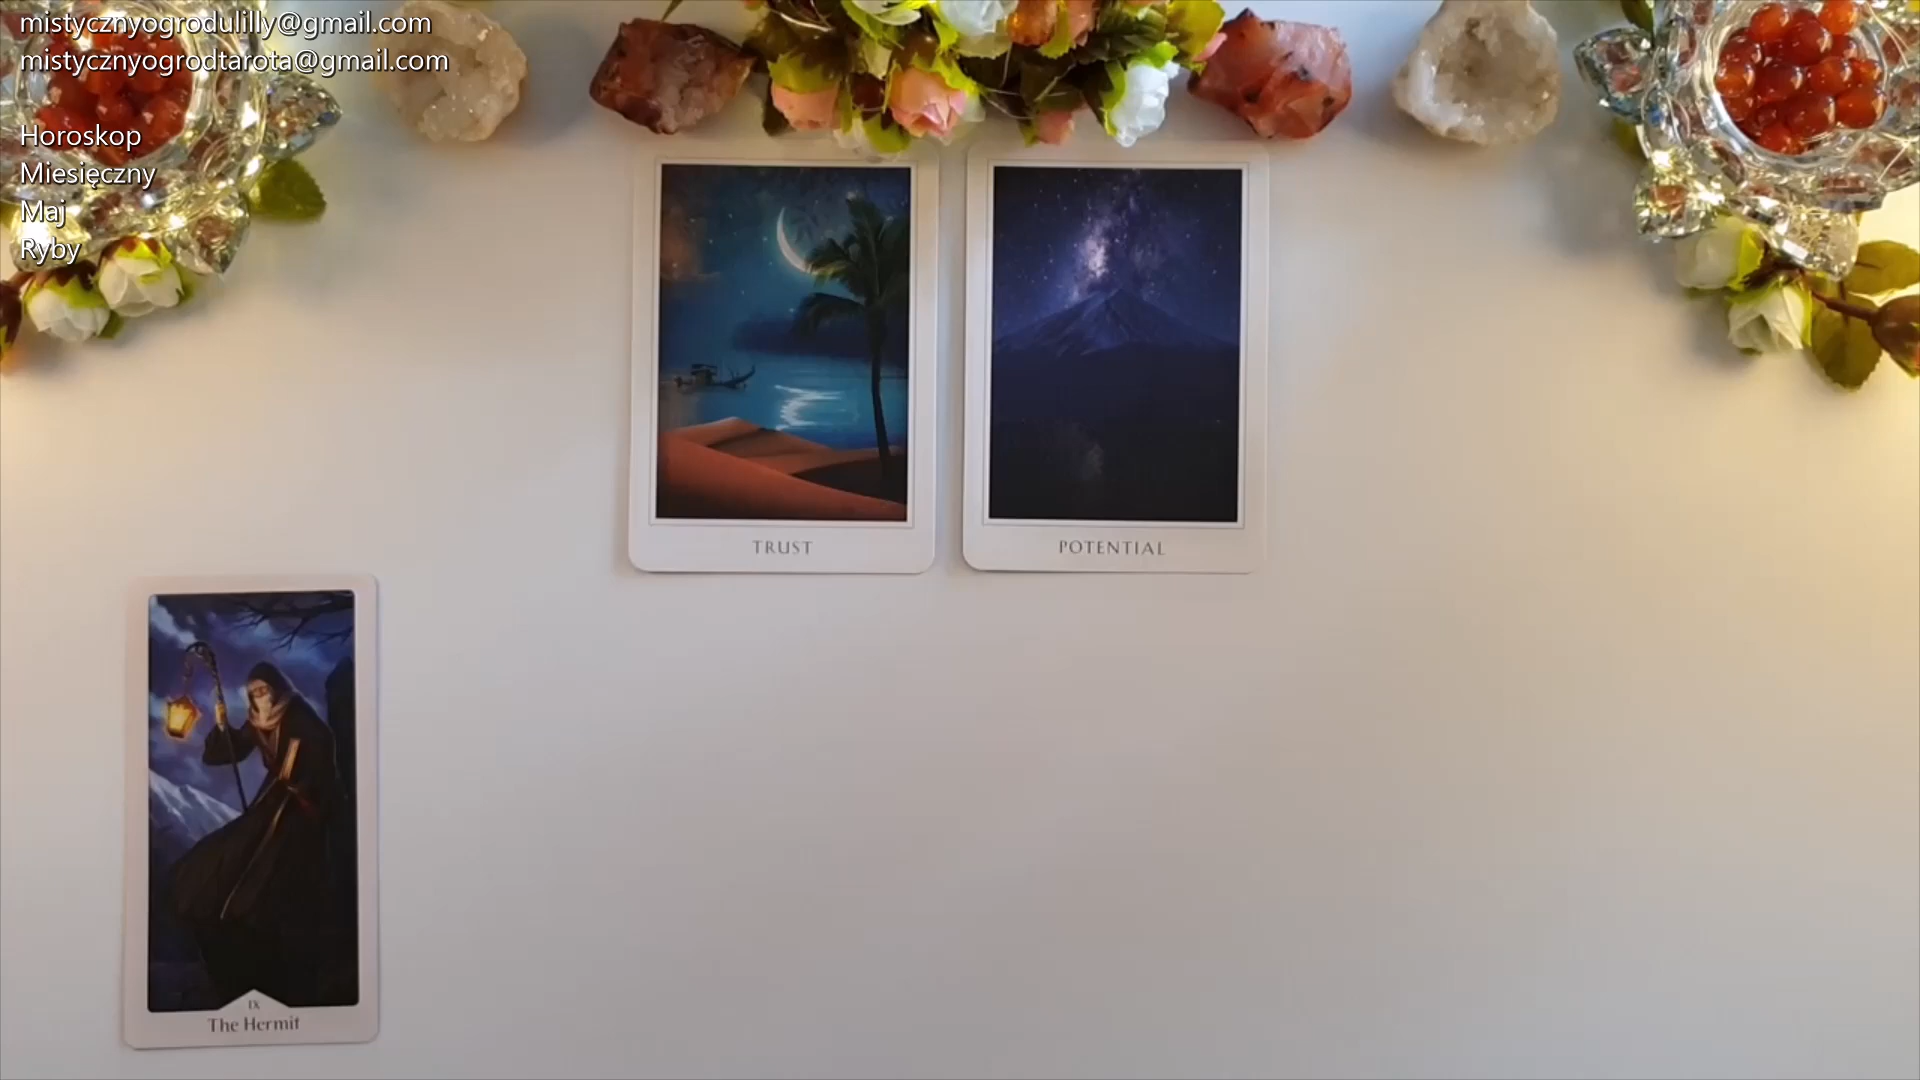 mistycznyogrodulilly@gmail.com
mistycznyogrodtarota@gmail.com
Horoskop
Miesięczny
Maj
Ryby
TRUST
POTENTIAL
IX
The Hermit